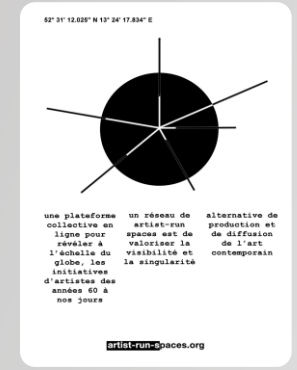 52° 31' 12.025" N 13° 24' 17.834" E
une plateforme
collective en
ligne pour
révéler à
l'échelle du
globe, les
initiatives
d'artistes des
années 60 à
nos jours
un réseau de
artist-run
spaces est de
valoriser la
visibilité et
la singularité
alternative de
production et
de diffusion
de l'art
contemporain
artist-run-spaces.org